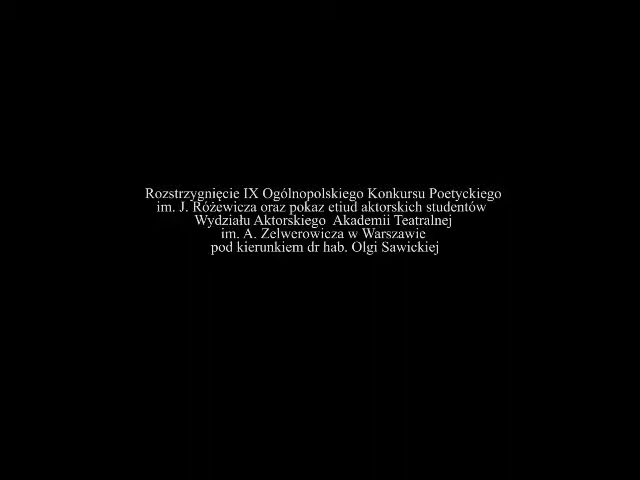 Rozstrzygnięcie IX Ogólnopolskiego Konkursu Poetyckiego
im. J. Różewicza oraz pokaz etiud aktorskich studentów
Wydziału Aktorskiego Akademii Teatralnej
im. A. Zelwerowicza w Warszawie
pod kierunkiem dr hab. Olgi Sawickiej